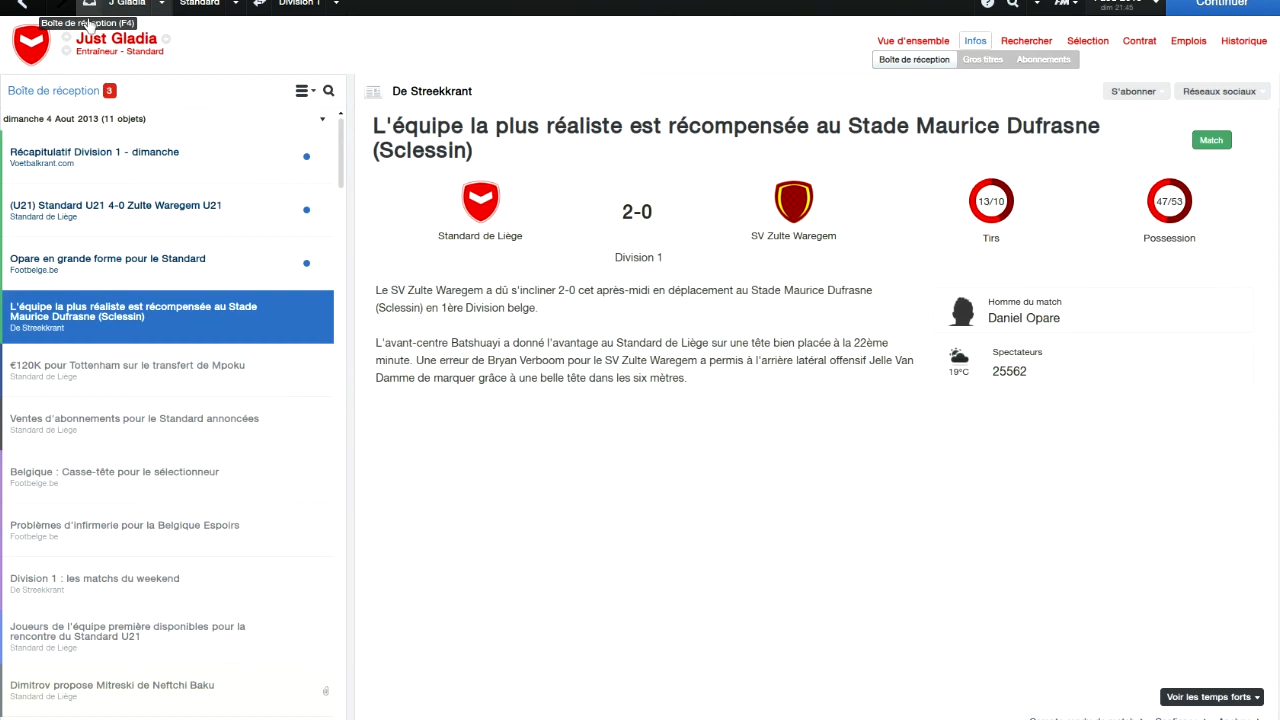 J Gladia
Standard
Division 1
FM
dim 21:45
Continuer
Boîte de réception (F4)
Just Gladia
Entraîneur - Standard
Vue d'ensemble
Infos
Rechercher
Sélection
Contrat
Emplois
Historique
Boîte de réception
Gros titres
Abonnements
Boîte de réception 3
dimanche 4 Aout 2013 (11 objets)
Récapitulatif Division 1 - dimanche
Voetbalkrant.com
(U21) Standard U21 4-0 Zulte Waregem U21
Standard de Liège
Opare en grande forme pour le Standard
Footbelge.be
L'équipe la plus réaliste est récompensée au Stade
Maurice Dufrasne (Sclessin)
De Streekkrant
€120K pour Tottenham sur le transfert de Mpoku
Standard de Liège
Ventes d'abonnements pour le Standard annoncées
Standard de Liège
Belgique : Casse-tête pour le sélectionneur
Footbelge.be
Problèmes d'infirmerie pour la Belgique Espoirs
Footbelge.be
Division 1 : les matchs du weekend
De Streekkrant
Joueurs de l'équipe première disponibles pour la
rencontre du Standard U21
Standard de Liège
Dimitrov propose Mitreski de Neftchi Baku
Standard de Liège
De Streekkrant
S'abonner
Réseaux sociaux
L'équipe la plus réaliste est récompensée au Stade Maurice Dufrasne
(Sclessin)
Match
2-0
13/10
47/53
Standard de Liège
SV Zulte Waregem
Tirs
Possession
Division 1
Le SV Zulte Waregem a dû s'incliner 2-0 cet après-midi en déplacement au Stade Maurice Dufrasne
(Sclessin) en 1ère Division belge.
L'avant-centre Batshuayi a donné l'avantage au Standard de Liège sur une tête bien placée à la 22ème
minute. Une erreur de Bryan Verboom pour le SV Zulte Waregem a permis à l'arrière latéral offensif Jelle Van
Damme de marquer grâce à une belle tête dans les six mètres.
Homme du match
Daniel Opare
Spectateurs
19°C
25562
Voir les temps forts